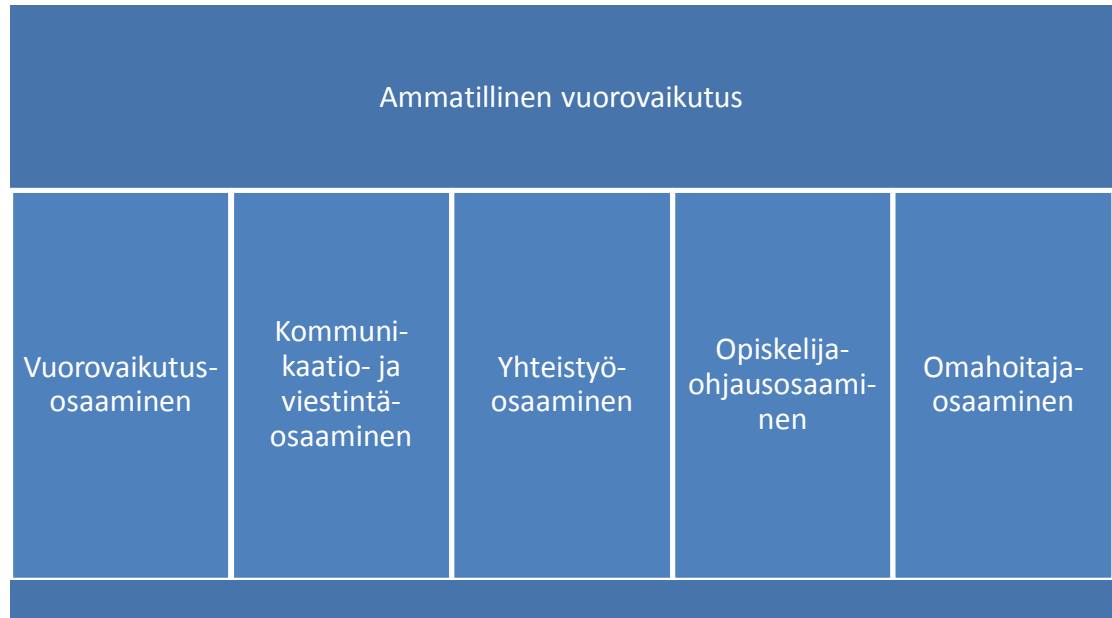 Ammatillinen vuorovaikutus
Vuorovaikutus-
osaaminen
Kommuni-
kaatio- ja
viestintä-
osaaminen
Yhteistyö-
osaaminen
Opiskelija-
ohjausosaami-
nen
Omahoitaja-
osaaminen